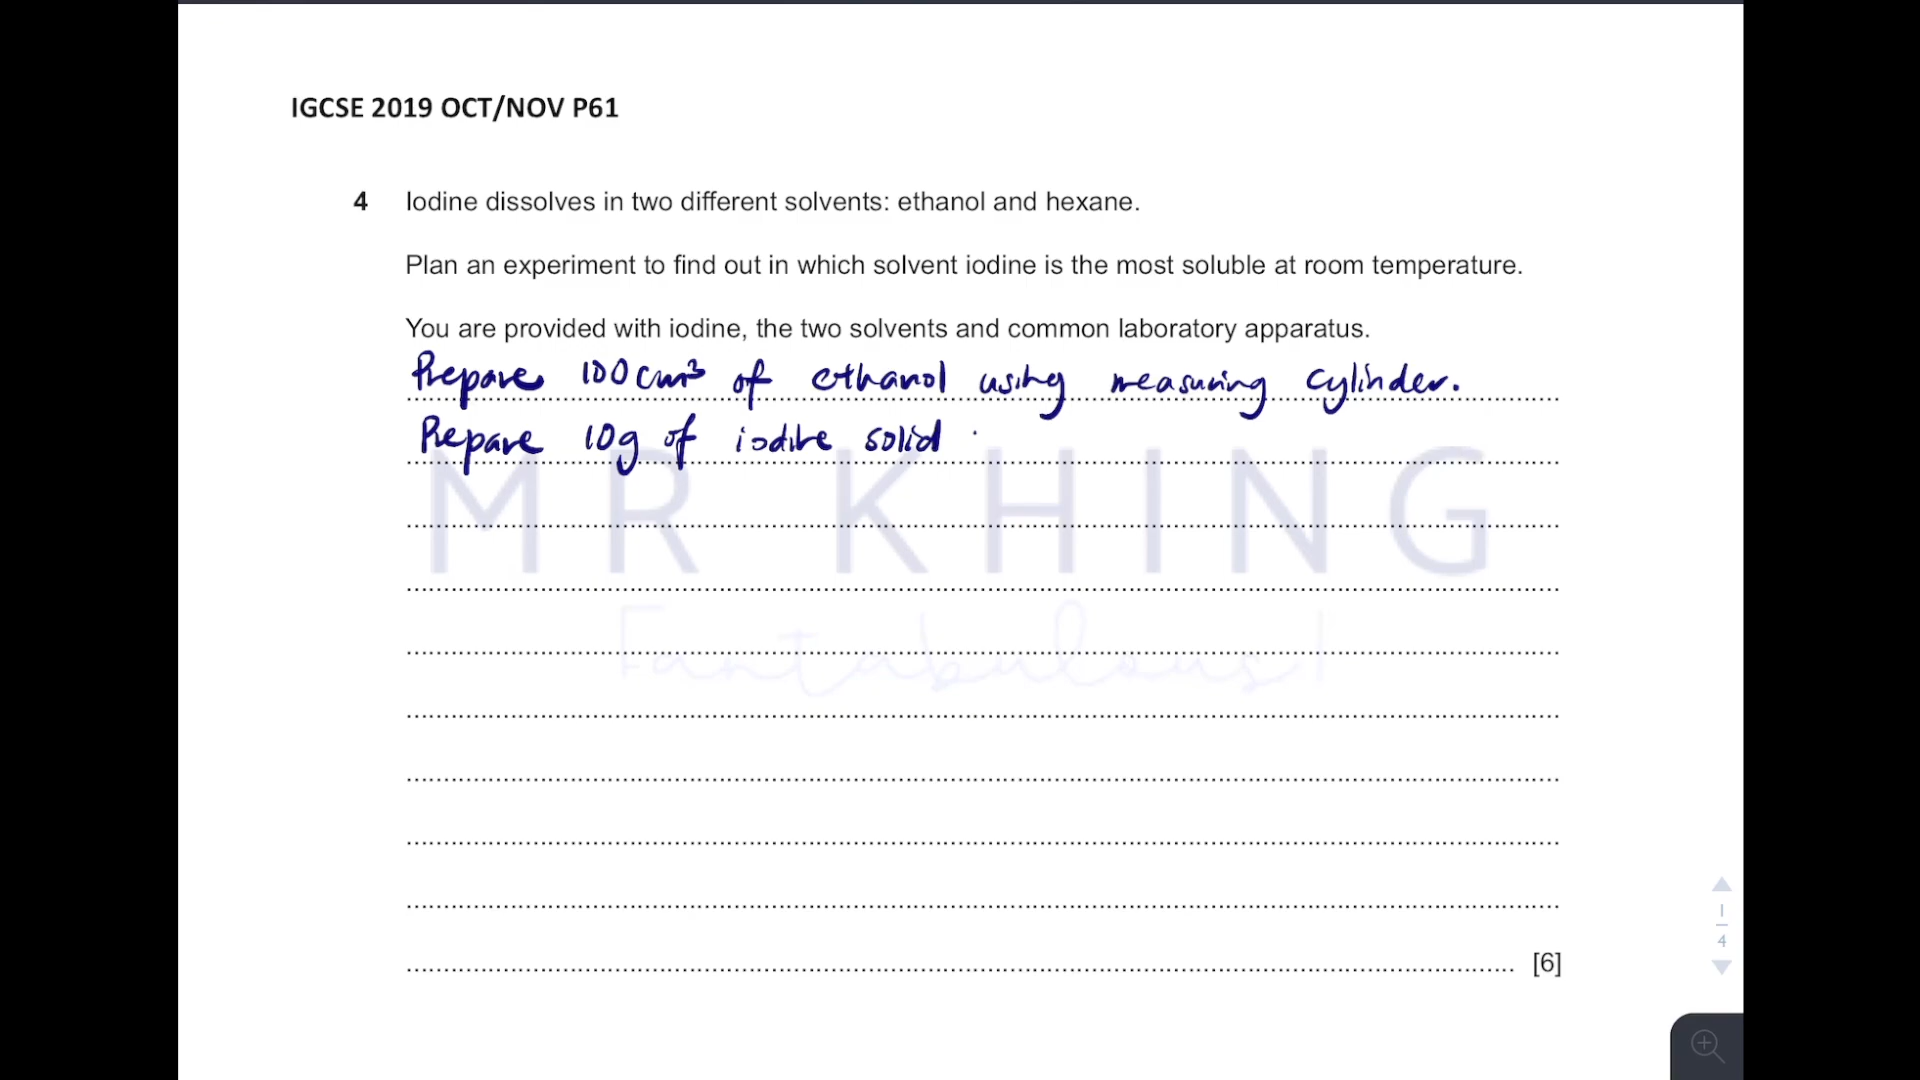 IGCSE 2019 OCT/NOV P61
4 Iodine dissolves in two different solvents: ethanol and hexane.
Plan an experiment to find out in which solvent iodine is the most soluble at room temperature.
You are provided with iodine, the two solvents and common laboratory apparatus.
Prepare 100cm³ of ethanol using measuring cylinder.
Prepare 10g of iodine solid
MR KHING
Fantabulous!
[6]
1
4